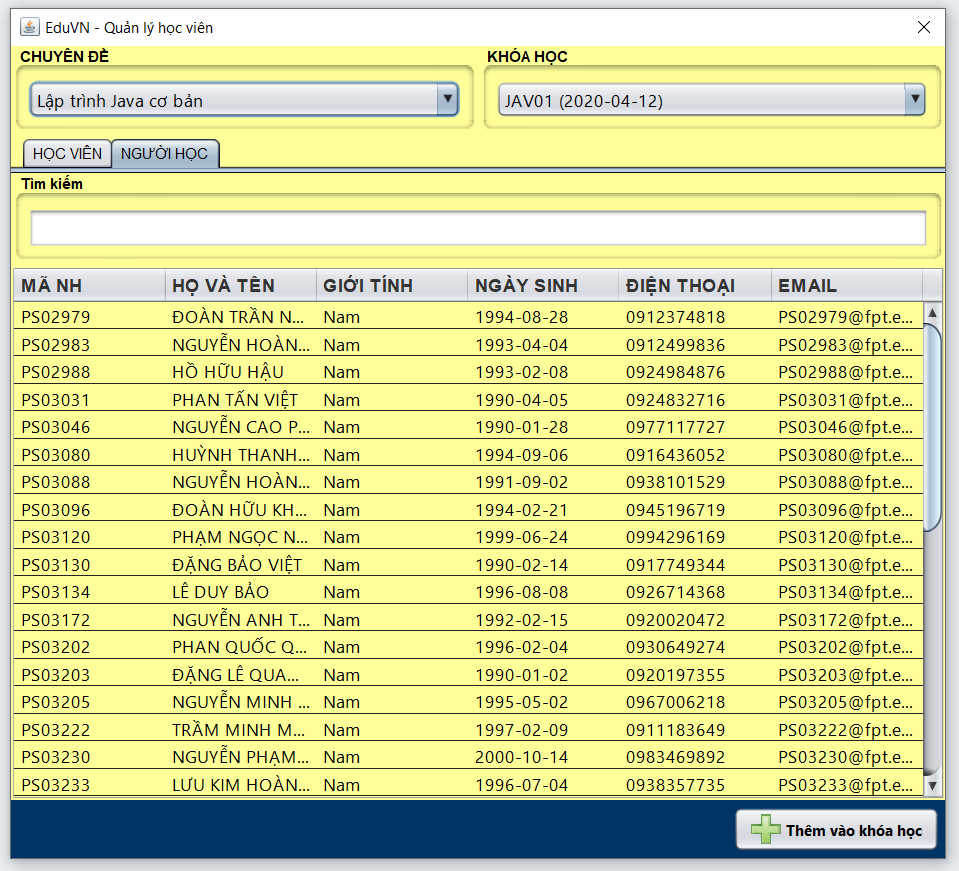 EduVN - Quản lý học viên
CHUYÊN ĐỀ KHÓA HỌC
Lập trình Java cơ bản JAV01 (2020-04-12)
HỌC VIÊN NGƯỜI HỌC
Tìm kiếm
MÃ NH HỌ VÀ TÊN GIỚI TÍNH NGÀY SINH ĐIỆN THOẠI EMAIL
PS02979 ĐOÀN TRẦN N... Nam 1994-08-28 0912374818 PS02979@fpt.e...
PS02983 NGUYỄN HOÀN... Nam 1993-04-04 0912499836 PS02983@fpt.e...
PS02988 HỒ HỮU HẬU Nam 1993-02-08 0924984876 PS02988@fpt.e...
PS03031 PHAN TẤN VIỆT Nam 1990-04-05 0924832716 PS03031@fpt.e...
PS03046 NGUYỄN CAO P... Nam 1990-01-28 0977117727 PS03046@fpt.e...
PS03080 HUỲNH THANH... Nam 1994-09-06 0916436052 PS03080@fpt.e...
PS03088 NGUYỄN HOÀN... Nam 1991-09-02 0938101529 PS03088@fpt.e...
PS03096 ĐOÀN HỮU KH... Nam 1994-02-21 0945196719 PS03096@fpt.e...
PS03120 PHẠM NGỌC N... Nam 1999-06-24 0994296169 PS03120@fpt.e...
PS03130 ĐẶNG BẢO VIỆT Nam 1990-02-14 0917749344 PS03130@fpt.e...
PS03134 LÊ DUY BẢO Nam 1996-08-08 0926714368 PS03134@fpt.e...
PS03172 NGUYỄN ANH T... Nam 1992-02-15 0920020472 PS03172@fpt.e...
PS03202 PHAN QUỐC Q... Nam 1996-02-04 0930649274 PS03202@fpt.e...
PS03203 ĐẶNG LÊ QUA... Nam 1990-01-02 0920197355 PS03203@fpt.e...
PS03205 NGUYỄN MINH ... Nam 1995-05-02 0967006218 PS03205@fpt.e...
PS03222 TRẦM MINH M... Nam 1997-02-09 0911183649 PS03222@fpt.e...
PS03230 NGUYỄN PHẠM... Nam 2000-10-14 0983469892 PS03230@fpt.e...
PS03233 LƯU KIM HOÀN... Nam 1996-07-04 0938357735 PS03233@fpt.e...
Thêm vào khóa học